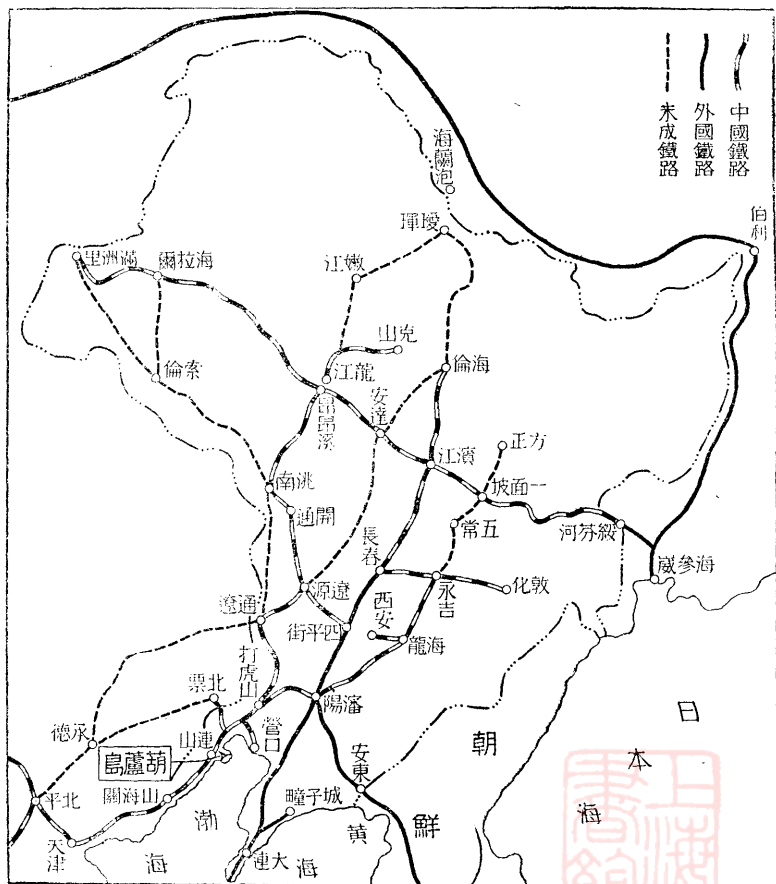 中國鐵路
外國鐵路
未成鐵路
海蘭泡
伯利
璦琿
嫩江
滿洲里
海拉爾
克山
龍江
索倫
海倫
昂昂溪
安達
濱江
方正
一面坡
洮南
開通
五常
綏芬河
長春
海參崴
遼源
永吉
敦化
通遼
四平街
西安
海龍
打虎山
北票
瀋陽
營口
承德
連山
葫蘆島
安東
朝鮮
日本海
北平
山海關
城子疃
天津
渤海
大連
黃海